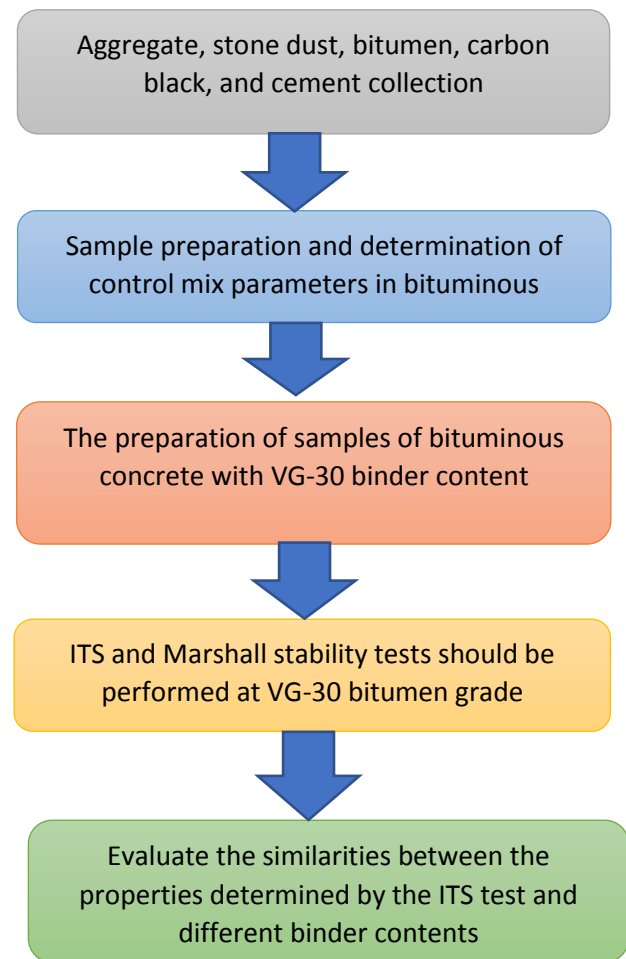 Aggregate, stone dust, bitumen, carbon
black, and cement collection
Sample preparation and determination of
control mix parameters in bituminous
The preparation of samples of bituminous
concrete with VG-30 binder content
ITS and Marshall stability tests should be
performed at VG-30 bitumen grade
Evaluate the similarities between the
properties determined by the ITS test and
different binder contents